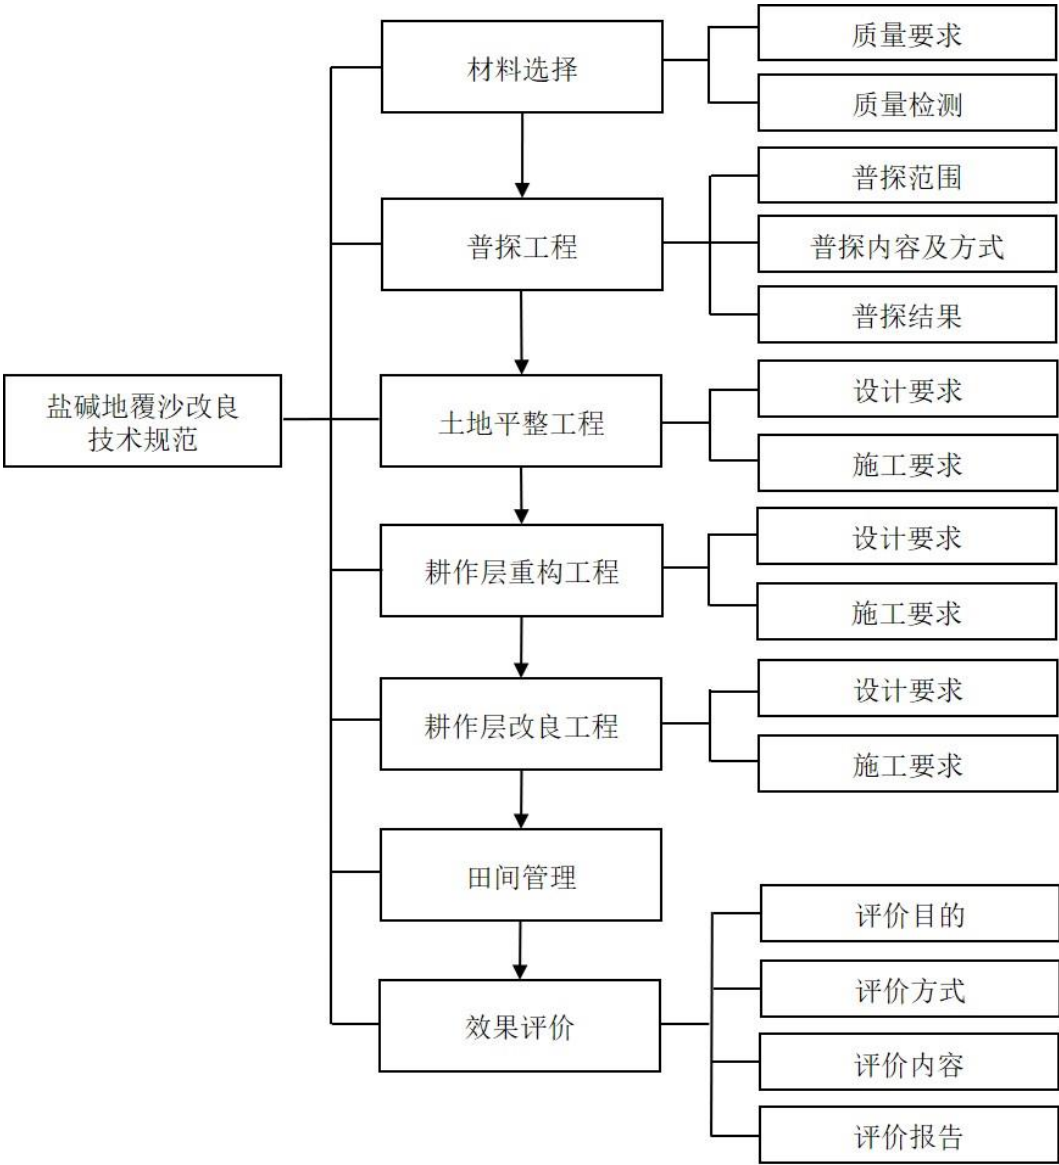 材料选择
质量要求
质量检测
普探工程
普探范围
普探内容及方式
普探结果
盐碱地覆沙改良
技术规范
土地平整工程
设计要求
施工要求
耕作层重构工程
设计要求
施工要求
耕作层改良工程
设计要求
施工要求
田间管理
效果评价
评价目的
评价方式
评价内容
评价报告